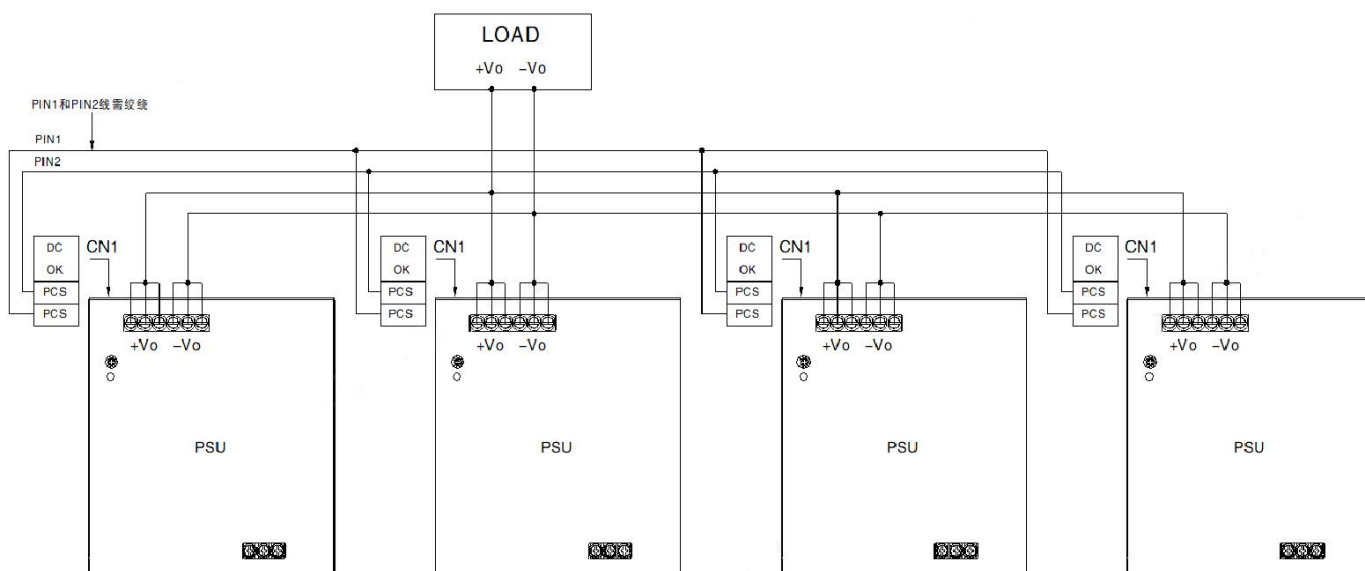 LOAD
+Vo -Vo
PIN1和PIN2线需绞绕
PIN1
PIN2
DC
OK
PCS
PCS
CN1
+Vo -Vo
PSU
DC
OK
PCS
PCS
CN1
+Vo -Vo
PSU
DC
OK
PCS
PCS
CN1
+Vo -Vo
PSU
DC
OK
PCS
PCS
CN1
+Vo -Vo
PSU